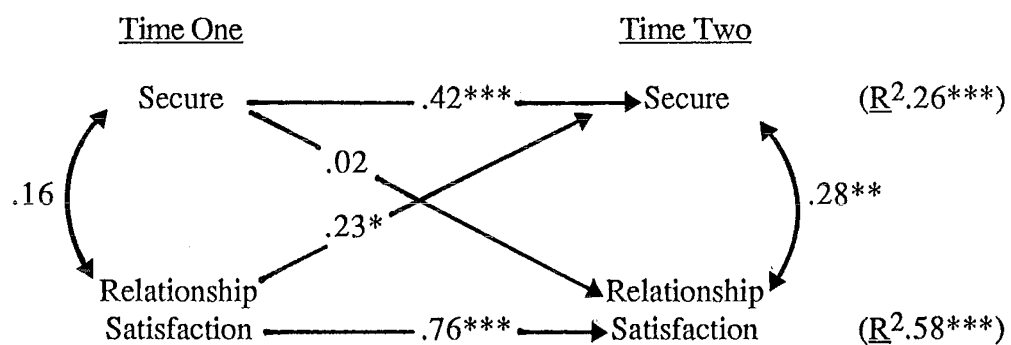 Time One Time Two
Secure .42*** Secure (R².26***)
.02
.16 .28**
.23*
Relationship Relationship
Satisfaction .76*** Satisfaction (R².58***)